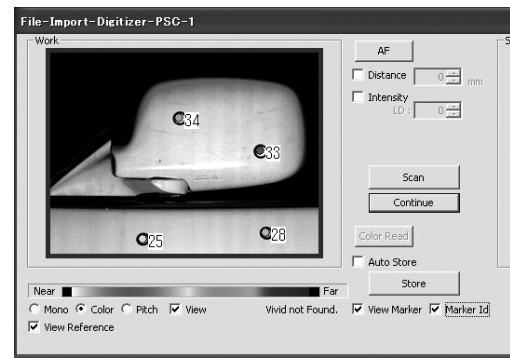 File-Import-Digitizer-PSC-1
Work
S
AF
Distance 0 mm
Intensity
LD : 0
34
33
Scan
Continue
25
28
Color Read
Auto Store
Near Far
Store
Mono Color Pitch View Vivid not Found. View Marker Marker Id
View Reference